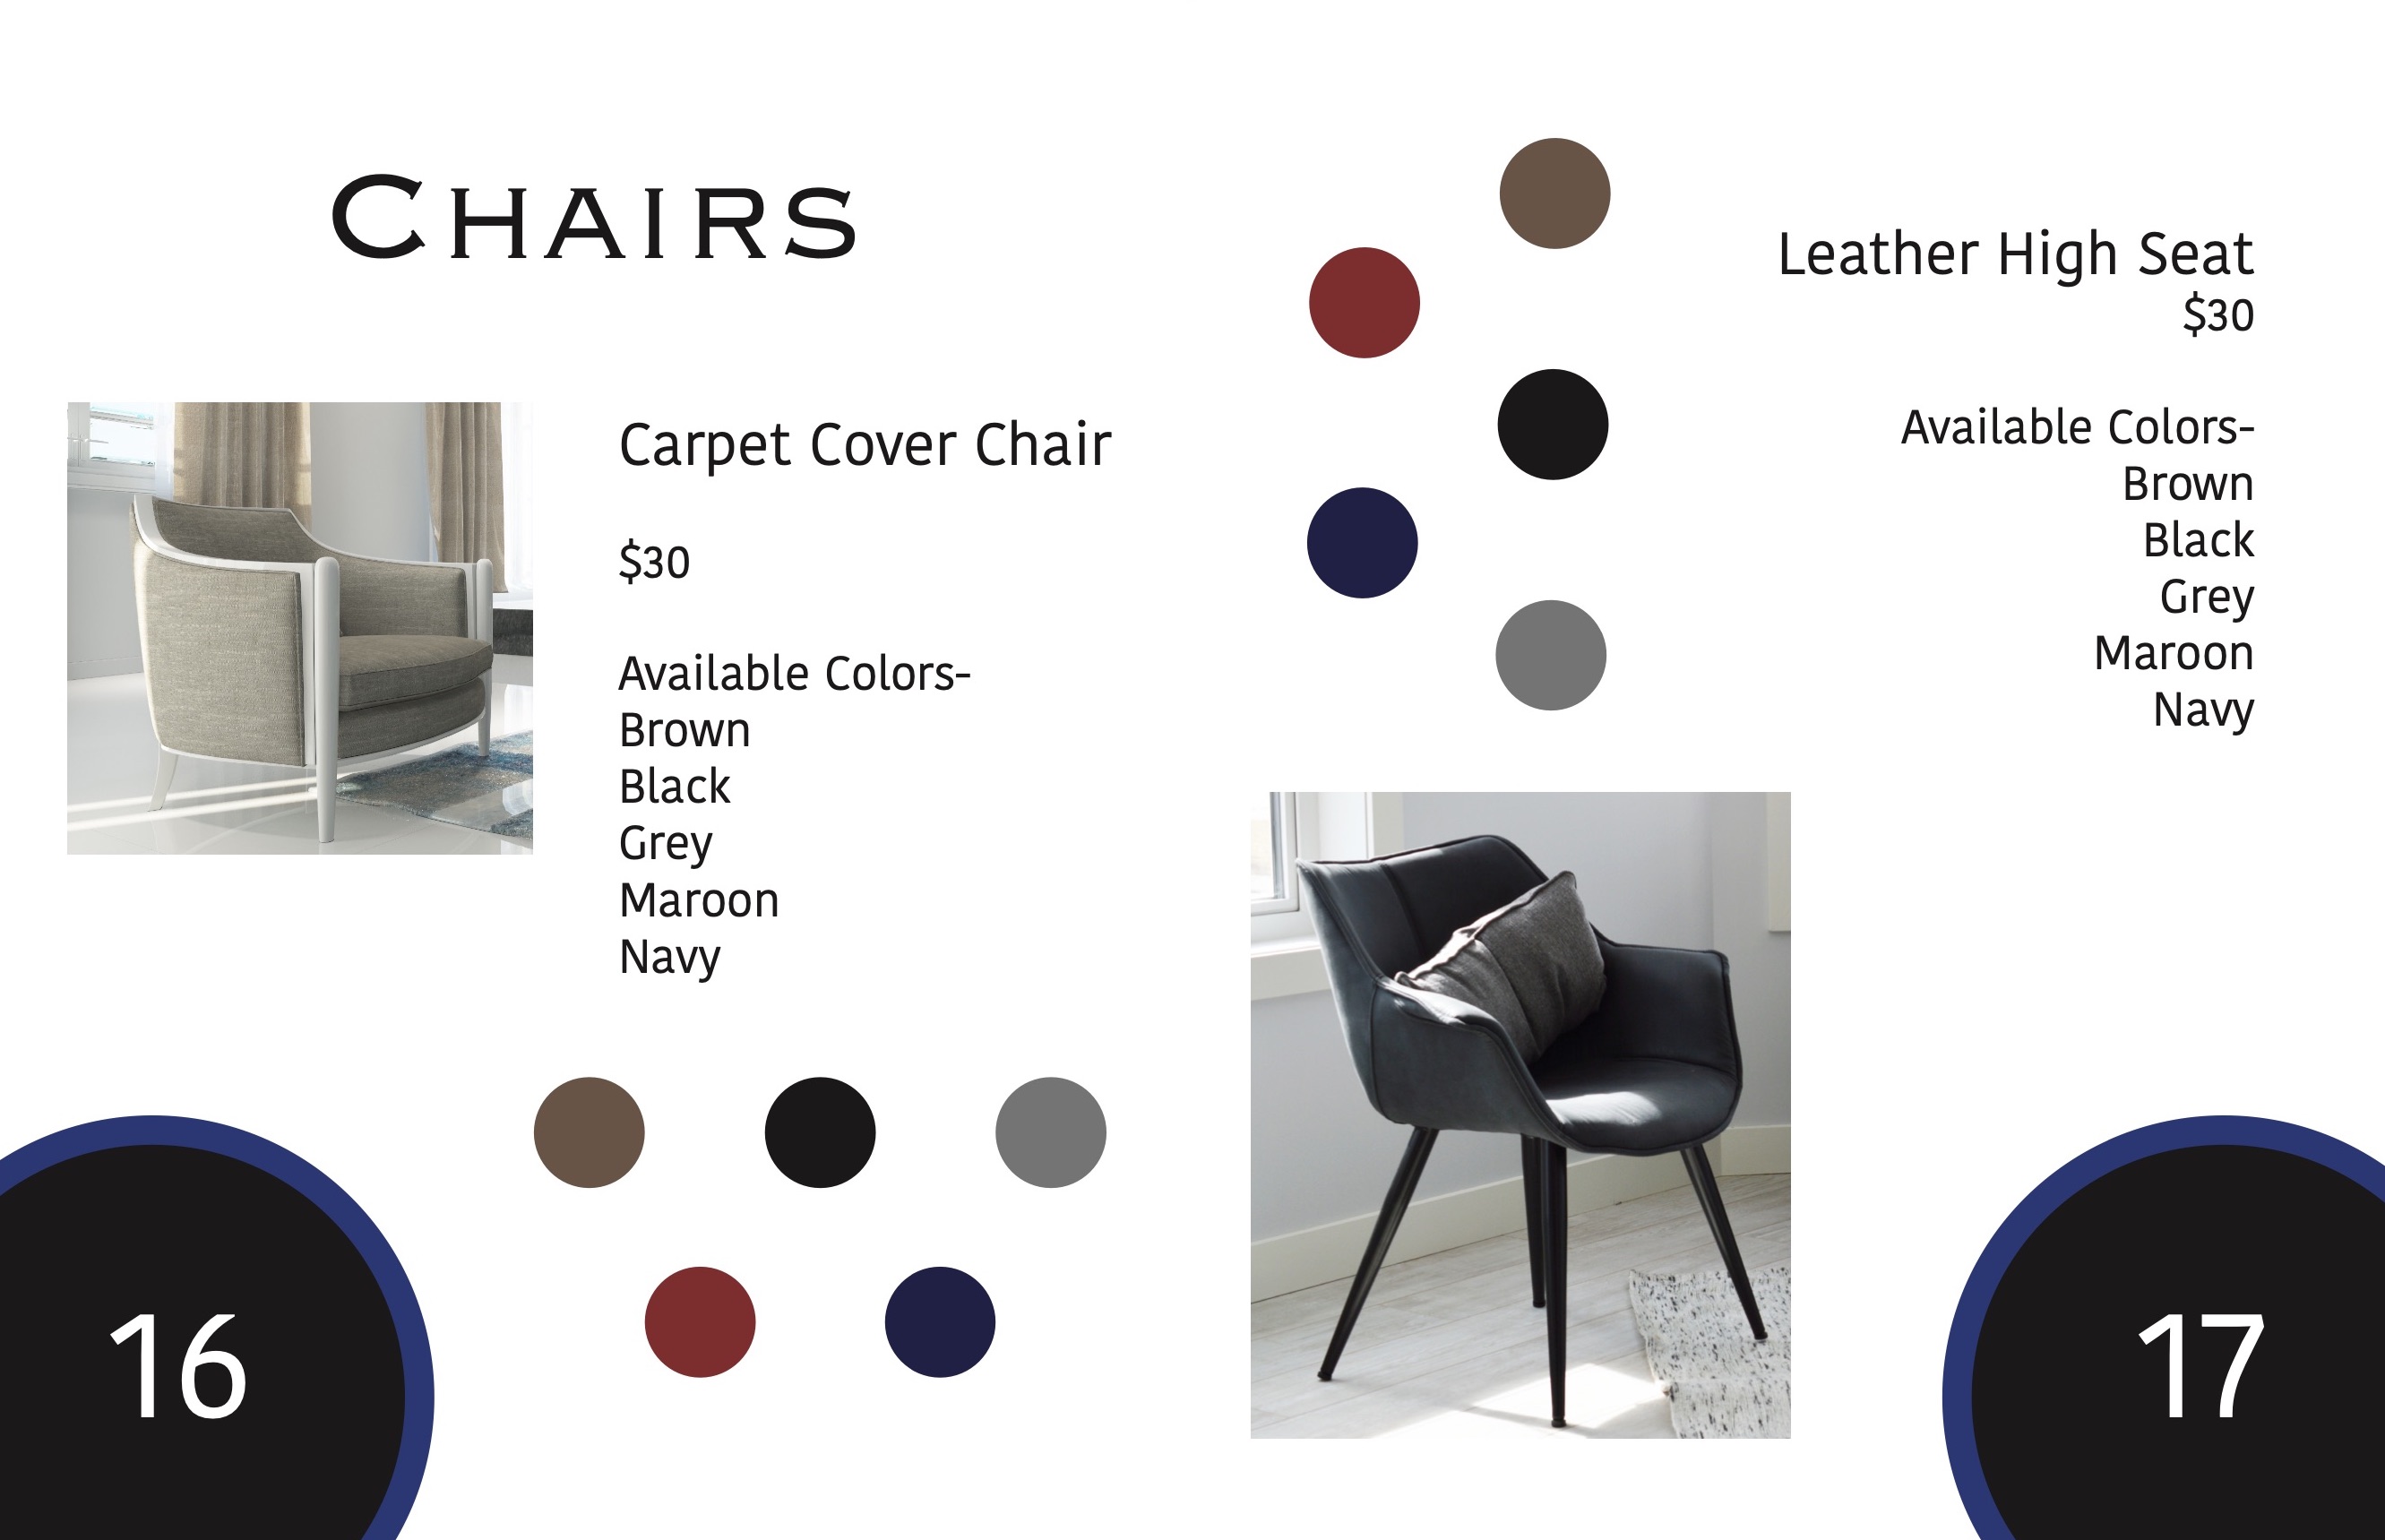 Chairs
Carpet Cover Chair
$30
Available Colors-
Brown
Black
Grey
Maroon
Navy
16
Leather High Seat
$30
Available Colors-
Brown
Black
Grey
Maroon
Navy
17